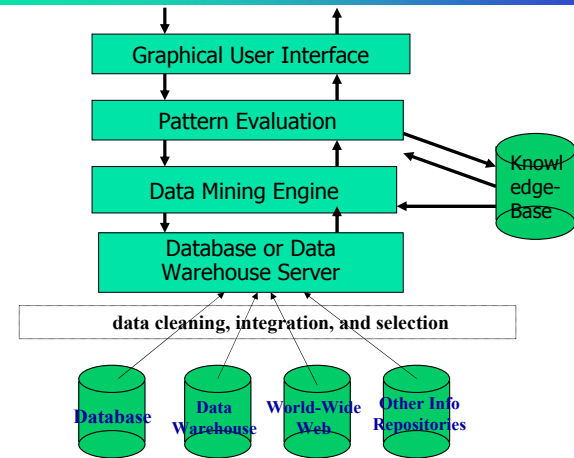 Graphical User Interface
Pattern Evaluation
Data Mining Engine
Knowl
edge-
Base
Database or Data
Warehouse Server
data cleaning, integration, and selection
Database
Data
Warehouse
World-Wide
Web
Other Info
Repositories